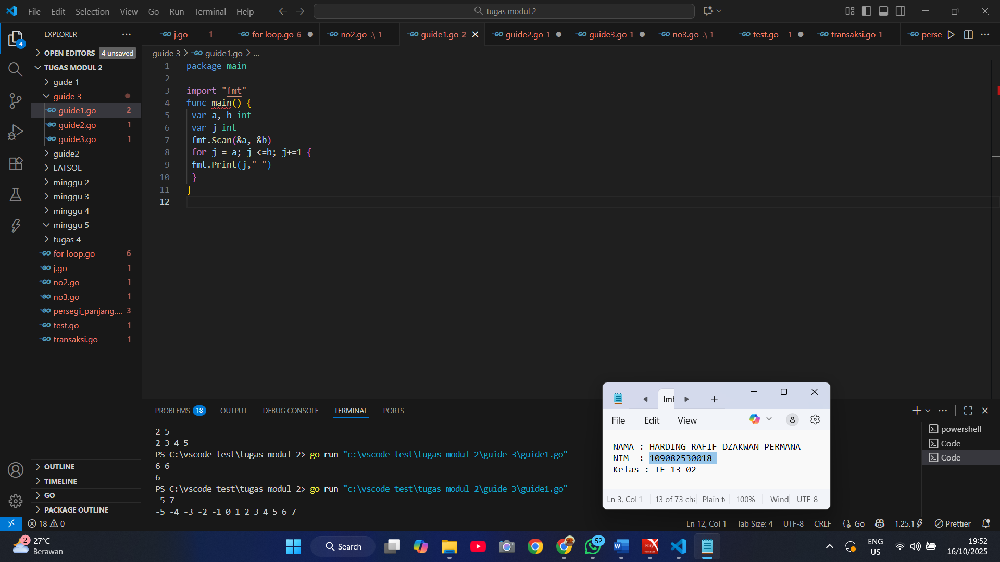 File Edit Selection View Go Run Terminal Help
tugas modul 2
EXPLORER
j.go 1
for loop.go 6
no2.go .\ 1
guide1.go 2
guide2.go 1
guide3.go 1
no3.go .\ 1
test.go 1
transaksi.go 1
perse
4
OPEN EDITORS 4 unsaved
TUGAS MODUL 2
gude 1
guide 3
guide1.go 2
guide2.go 1
guide3.go 1
guide2
LATSOL
minggu 2
minggu 3
minggu 4
minggu 5
tugas 4
for loop.go 6
j.go 1
no2.go 1
no3.go 1
persegi_panjang.... 3
test.go 1
transaksi.go 1
OUTLINE
TIMELINE
GO
PACKAGE OUTLINE
guide 3 > guide1.go > ...
1 package main
2
3 import "fmt"
4 func main() {
5 var a, b int
6 var j int
7 fmt.Scan(&a, &b)
8 for j = a; j <=b; j+=1 {
9 fmt.Print(j," ")
10 }
11 }
12
PROBLEMS 18 OUTPUT DEBUG CONSOLE TERMINAL PORTS
2 5
2 3 4 5
PS C:\vscode test\tugas modul 2> go run "c:\vscode test\tugas modul 2\guide 3\guide1.go"
6 6
6
PS C:\vscode test\tugas modul 2> go run "c:\vscode test\tugas modul 2\guide 3\guide1.go"
-5 7
-5 -4 -3 -2 -1 0 1 2 3 4 5 6 7
powershell
Code
Code
File Edit View
NAMA : HARDING RAFIF DZAKWAN PERMANA
NIM : 109082530018
Kelas : IF-13-02
Ln 3, Col 1 13 of 73 cha Plain t 100% Wind UTF-8
18 0
Ln 12, Col 1 Tab Size: 4 UTF-8 CRLF {} Go 1.25.1 Prettier
2
27°C
Berawan
Search
52
ENG
US
19:52
16/10/2025